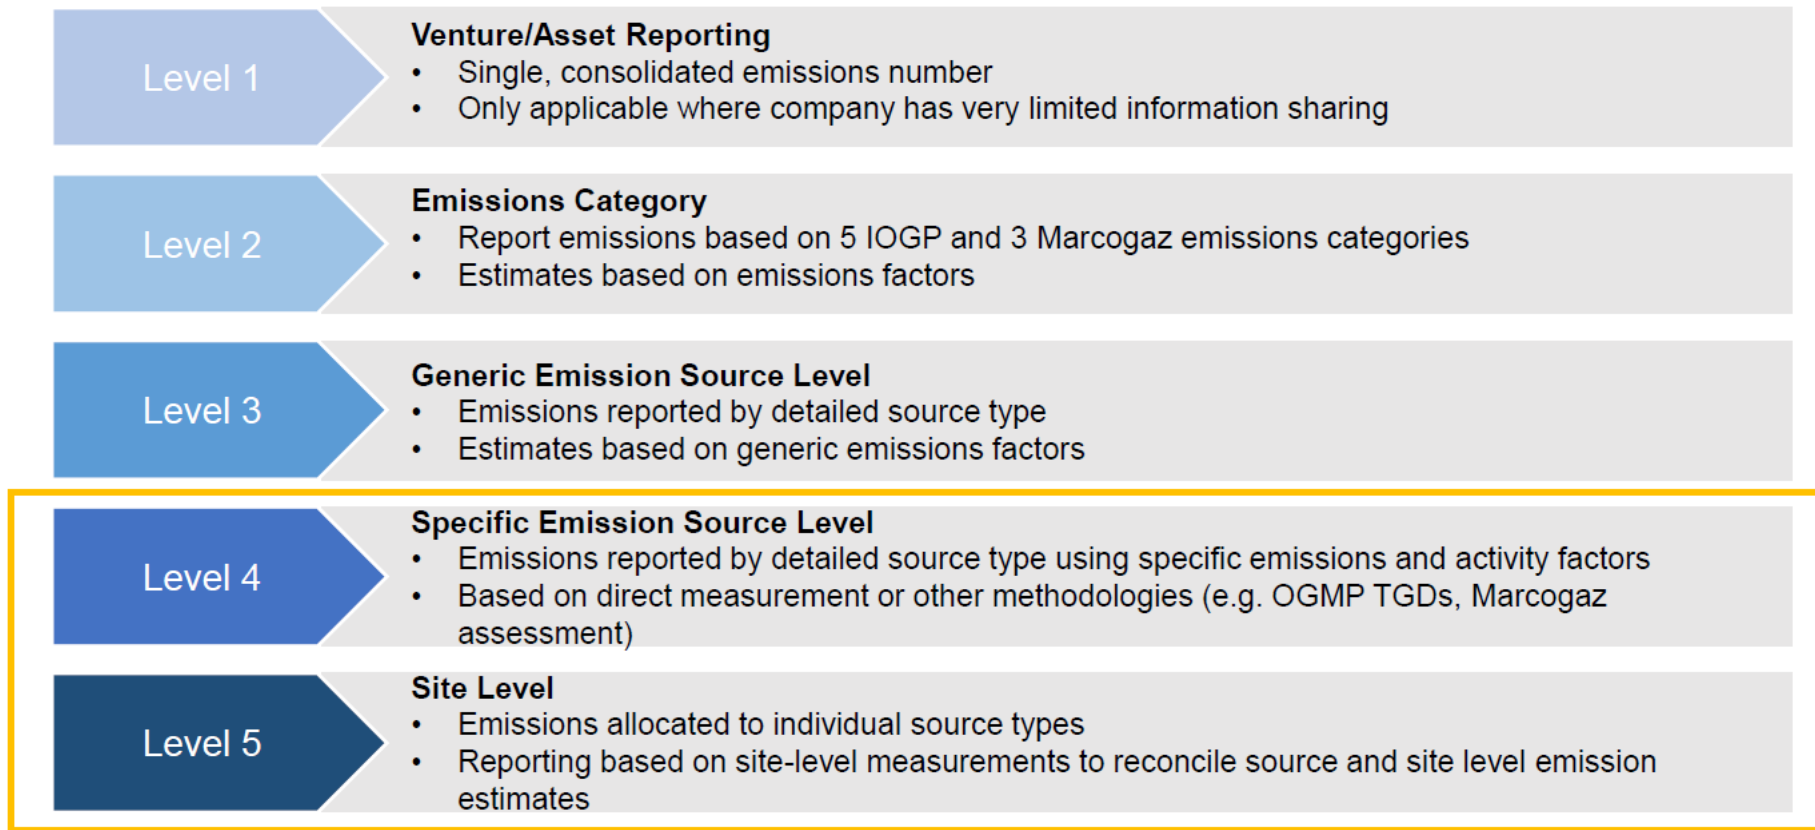 Level 1
Venture/Asset Reporting
• Single, consolidated emissions number
• Only applicable where company has very limited information sharing
Level 2
Emissions Category
• Report emissions based on 5 IOGP and 3 Marcogaz emissions categories
• Estimates based on emissions factors
Level 3
Generic Emission Source Level
• Emissions reported by detailed source type
• Estimates based on generic emissions factors
Level 4
Specific Emission Source Level
• Emissions reported by detailed source type using specific emissions and activity factors
• Based on direct measurement or other methodologies (e.g. OGMP TGDs, Marcogaz
assessment)
Level 5
Site Level
• Emissions allocated to individual source types
• Reporting based on site-level measurements to reconcile source and site level emission
estimates